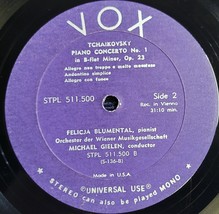 VOX
TCHAIKOVSKY
PIANO CONCERTO No. 1
in B-flat Minor, Op. 23
Allegro non troppo e molto maestoso
Andantino simplice
Allegro con fuoco
STPL 511.500
Side 2
Rec. in Vienna
21:10 min.
FELICJA BLUMENTAL, pianist
Orchester der Wiener Musikgesellschaft
MICHAEL GIELEN, conductor
STPL 511.500 B
(S-136-B)
Made in U.S.A.
©UNIVERSAL USE®
STEREO can also be played MONO